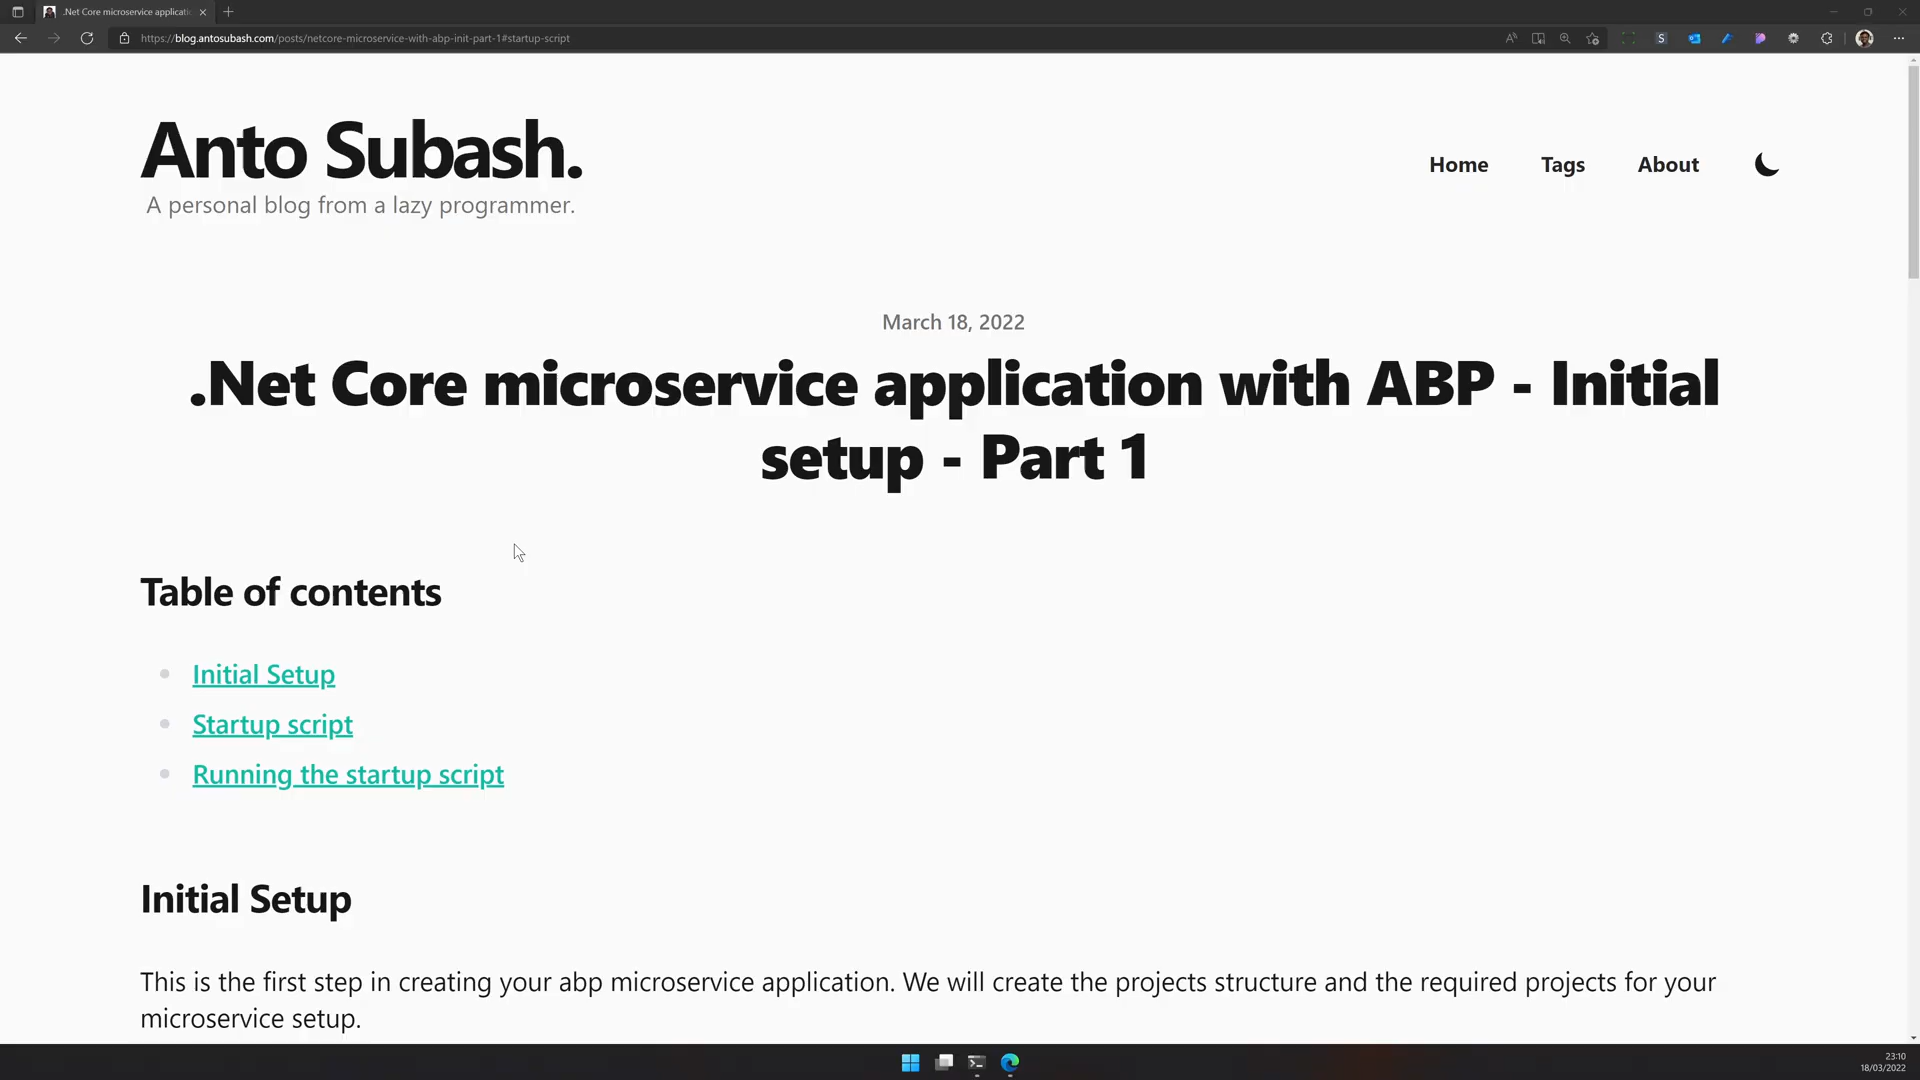 .Net Core microservice applicatic
https://blog.antosubash.com/posts/netcore-microservice-with-abp-init-part-1#startup-script
Anto Subash.
A personal blog from a lazy programmer.
Home
Tags
About
March 18, 2022
.Net Core microservice application with ABP - Initial
setup - Part 1
Table of contents
Initial Setup
Startup script
Running the startup script
Initial Setup
This is the first step in creating your abp microservice application. We will create the projects structure and the required projects for your
microservice setup.
23:10
18/03/2022